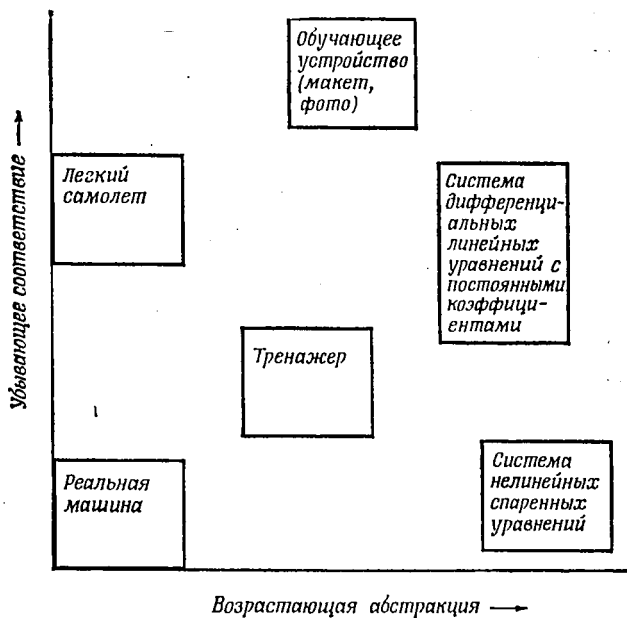 Обучающее
устройство
(макет,
фото)
Легкий
самолет
Система
дифференци-
альных
линейных
уравнений с
постоянными
коэффици-
ентами
Тренажер
Реальная
машина
Система
нелинейных
спаренных
уравнений
Убывающее соответствие
Возрастающая абстракция